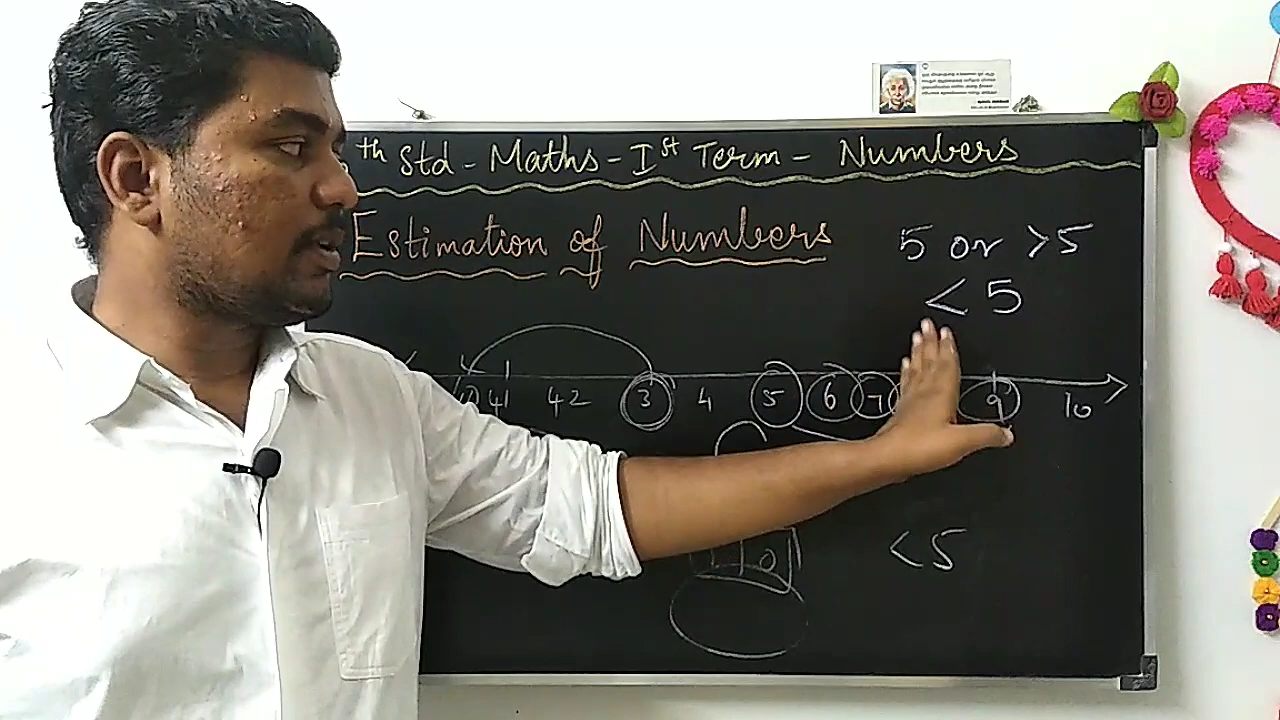 th Std - Maths - Ist Term - Numbers
Estimation of Numbers
5 or >5
< 5
41 42 3 4 5 6 7 9 10
0
< 5